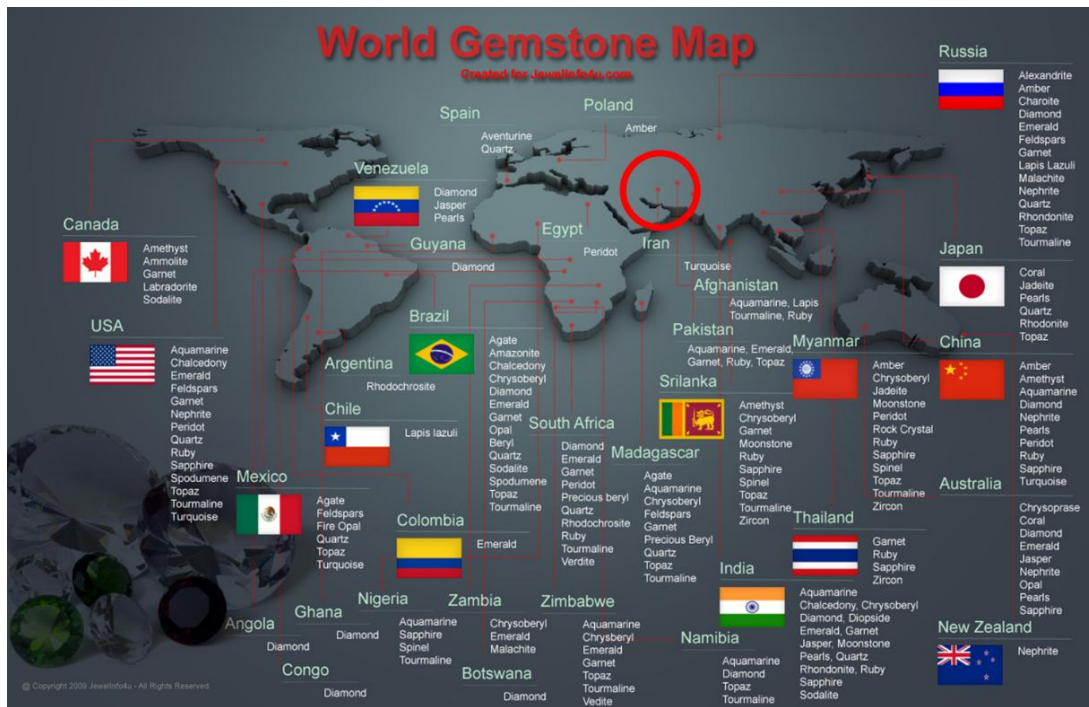 World Gemstone Map
Created for JewelInfo4u.com
Russia
Alexandrite
Amber
Charoite
Diamond
Emerald
Feldspars
Garnet
Lapis Lazuli
Malachite
Nephrite
Quartz
Rhondonite
Topaz
Tourmaline
Poland
Amber
Spain
Aventurine
Quartz
Venezuela
Diamond
Jasper
Pearls
Canada
Amethyst
Ammolite
Garnet
Labradorite
Sodalite
Guyana
Diamond
Egypt
Peridot
Iran
Turquoise
Afghanistan
Aquamarine, Lapis
Tourmaline, Ruby
Japan
Coral
Jadeite
Pearls
Quartz
Rhodonite
Topaz
USA
Aquamarine
Chalcedony
Emerald
Feldspars
Garnet
Nephrite
Peridot
Quartz
Ruby
Sapphire
Spodumene
Topaz
Tourmaline
Turquoise
Brazil
Agate
Amazonite
Chalcedony
Chrysoberyl
Diamond
Emerald
Garnet
Opal
Beryl
Quartz
Sodalite
Spodumene
Topaz
Tourmaline
Argentina
Rhodochrosite
Pakistan
Aquamarine, Emerald,
Garnet, Ruby, Topaz
Myanmar
Amber
Chrysoberyl
Jadeite
Moonstone
Peridot
Rock Crystal
Ruby
Sapphire
Spinel
Topaz
Tourmaline
Zircon
China
Amber
Amethyst
Aquamarine
Diamond
Nephrite
Pearls
Peridot
Ruby
Sapphire
Turquoise
Srilanka
Amethyst
Chrysoberyl
Garnet
Moonstone
Ruby
Sapphire
Spinel
Topaz
Tourmaline
Zircon
Chile
Lapis lazuli
South Africa
Diamond
Emerald
Garnet
Peridot
Precious beryl
Quartz
Rhodochrosite
Ruby
Tourmaline
Verdite
Madagascar
Agate
Aquamarine
Chrysoberyl
Feldspars
Garnet
Precious Beryl
Quartz
Topaz
Tourmaline
Mexico
Agate
Feldspars
Fire Opal
Quartz
Topaz
Turquoise
Colombia
Emerald
Australia
Chrysoprase
Coral
Diamond
Emerald
Jasper
Nephrite
Opal
Pearls
Sapphire
Thailand
Garnet
Ruby
Sapphire
Zircon
India
Aquamarine
Chalcedony, Chrysoberyl
Diamond, Diopside
Emerald, Garnet
Jasper, Moonstone
Pearls, Quartz
Rhondonite, Ruby
Sapphire
Sodalite
Angola
Diamond
Ghana
Diamond
Nigeria
Aquamarine
Sapphire
Spinel
Tourmaline
Zambia
Chrysoberyl
Emerald
Malachite
Zimbabwe
Aquamarine
Chrysberyl
Emerald
Garnet
Topaz
Tourmaline
Vedite
Namibia
Aquamarine
Diamond
Topaz
Tourmaline
New Zealand
Nephrite
Congo
Diamond
Botswana
Diamond
@ Copyright 2009 JewelInfo4u - All Rights Reserved